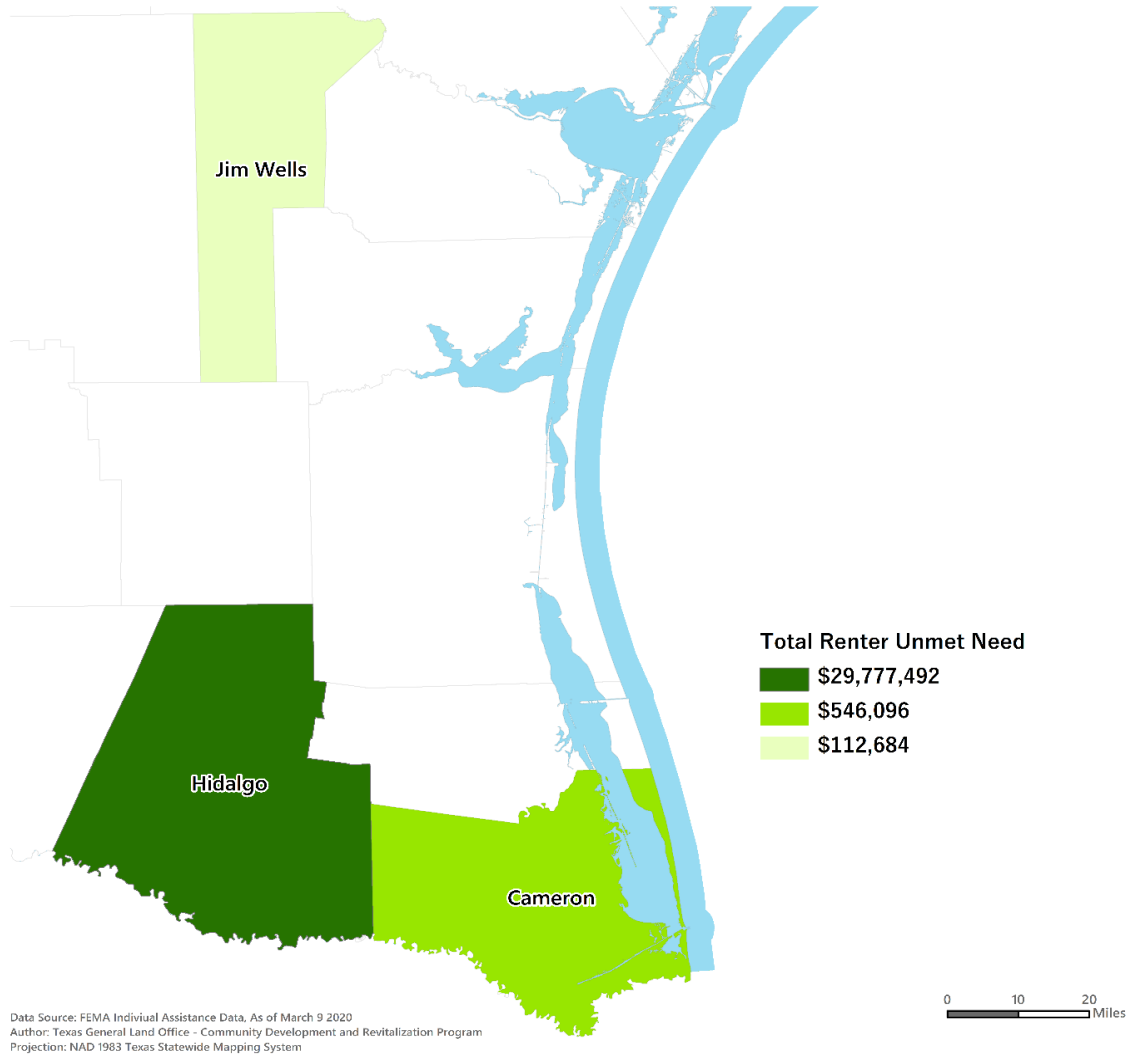 Jim Wells
Total Renter Unmet Need
$29,777,492
$546,096
$112,684
Hidalgo
Cameron
0 10 20
Miles
Data Source: FEMA Indiviual Assistance Data, As of March 9 2020
Author: Texas General Land Office - Community Development and Revitalization Program
Projection: NAD 1983 Texas Statewide Mapping System